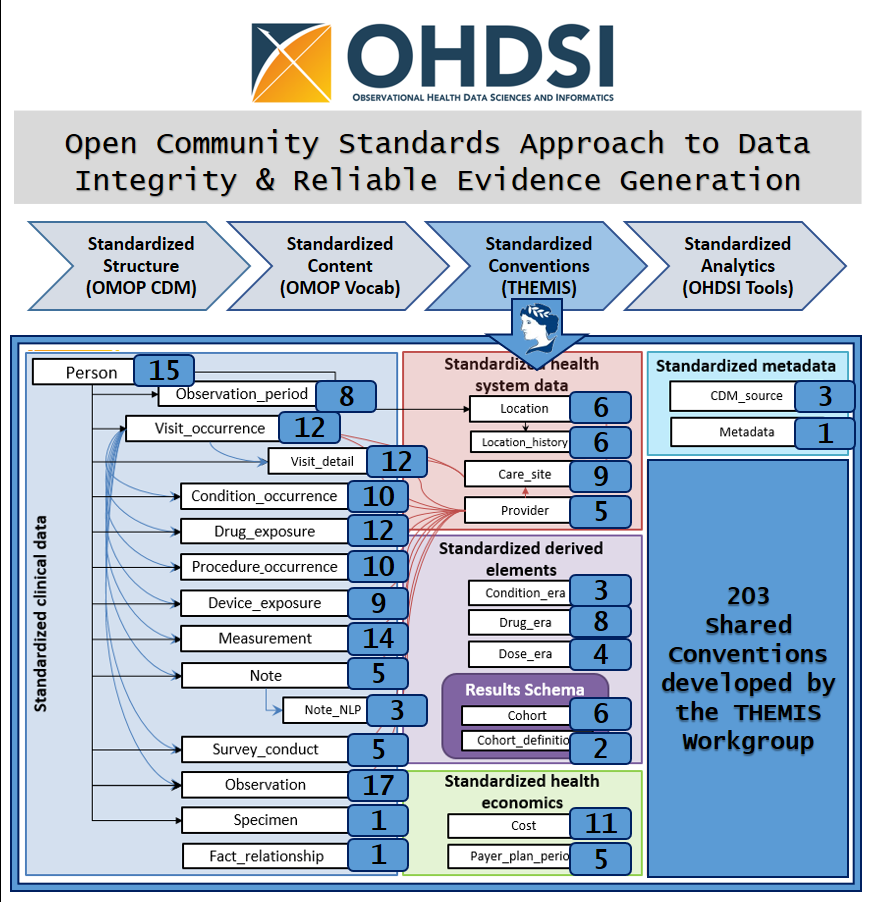 OHDSI
OBSERVATIONAL HEALTH DATA SCIENCES AND INFORMATICS
Open Community Standards Approach to Data
Integrity & Reliable Evidence Generation
Standardized
Structure
(OMOP CDM)
Standardized
Content
(OMOP Vocab)
Standardized
Conventions
(THEMIS)
Standardized
Analytics
(OHDSI Tools)
Standardized clinical data
Person 15
Observation_period 8
Visit_occurrence 12
Visit_detail 12
Condition_occurrence 10
Drug_exposure 12
Procedure_occurrence 10
Device_exposure 9
Measurement 14
Note 5
Note_NLP 3
Survey_conduct 5
Observation 17
Specimen 1
Fact_relationship 1
Standardized health
system data
Location 6
Location_history 6
Care_site 9
Provider 5
Standardized derived
elements
Condition_era 3
Drug_era 8
Dose_era 4
Results Schema
Cohort 6
Cohort_definitio 2
Standardized health
economics
Cost 11
Payer_plan_perio 5
Standardized metadata
CDM_source 3
Metadata 1
203
Shared
Conventions
developed by
the THEMIS
Workgroup